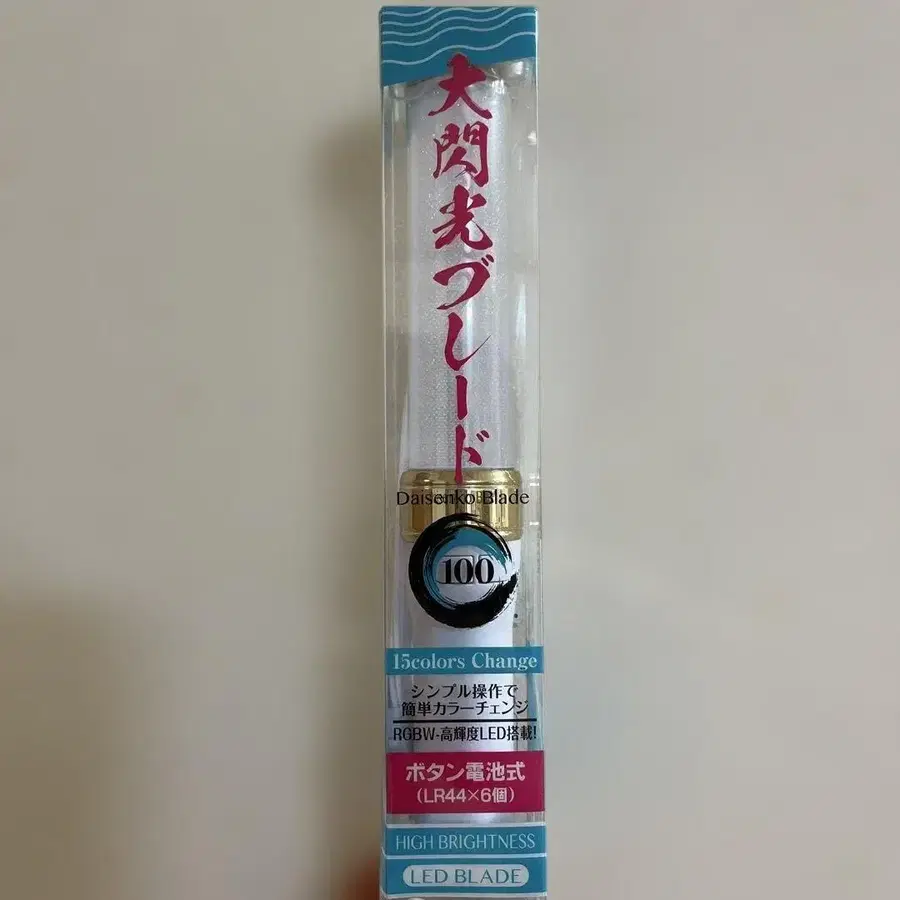 大閃光ブレード
Daisenko Blade
100
15colors Change
シンプル操作で
簡単カラーチェンジ
RGBW-高輝度LED搭載!
ボタン電池式
(LR44×6個)
HIGH BRIGHTNESS
LED BLADE